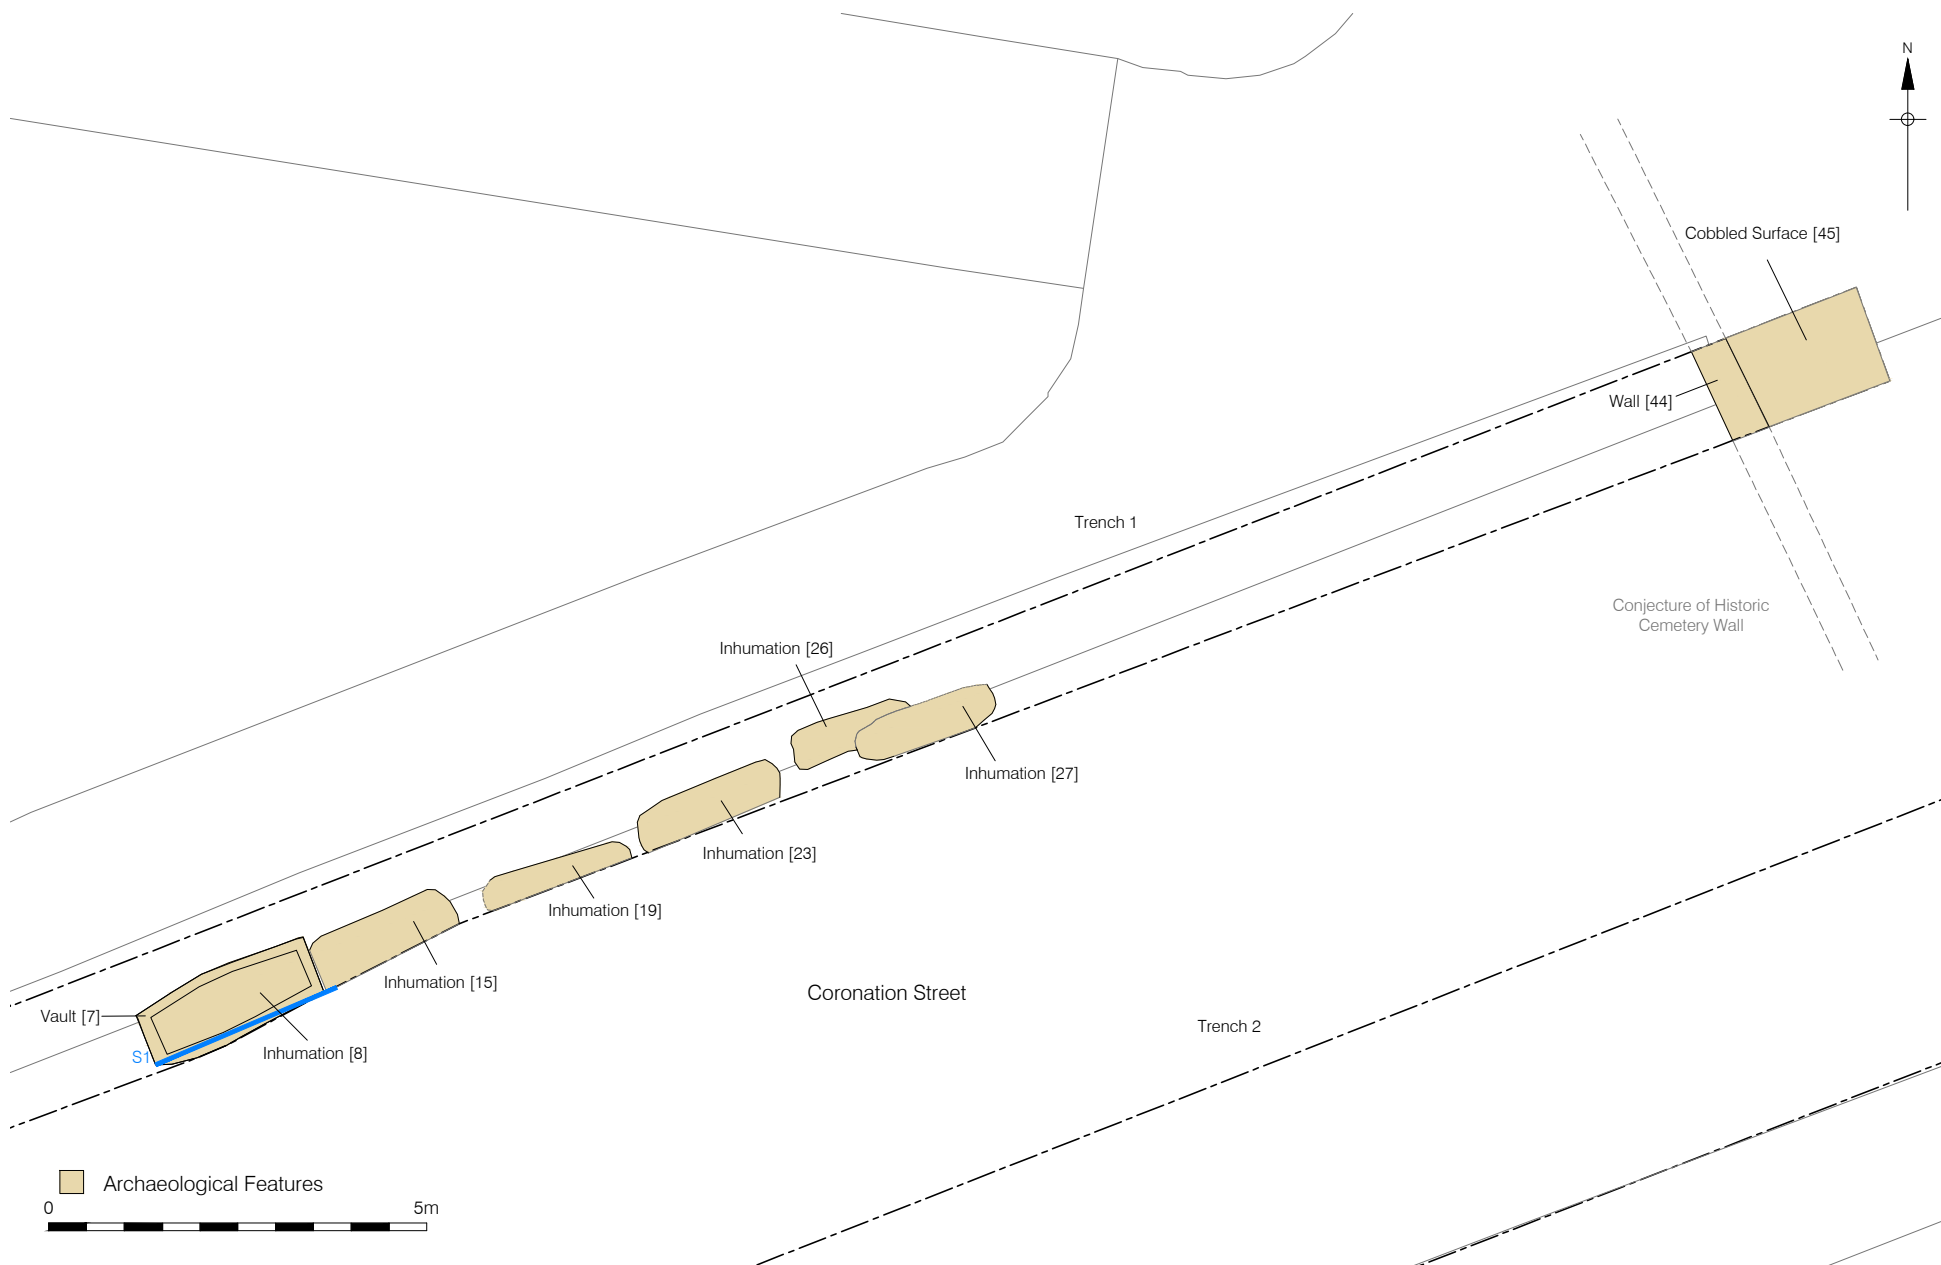 N
Cobbled Surface [45]
Wall [44]
Trench 1
Conjecture of Historic
Cemetery Wall
Inhumation [26]
Inhumation [27]
Inhumation [23]
Inhumation [19]
Inhumation [15]
Coronation Street
Vault [7]
Trench 2
S1
Inhumation [8]
Archaeological Features
0 5m